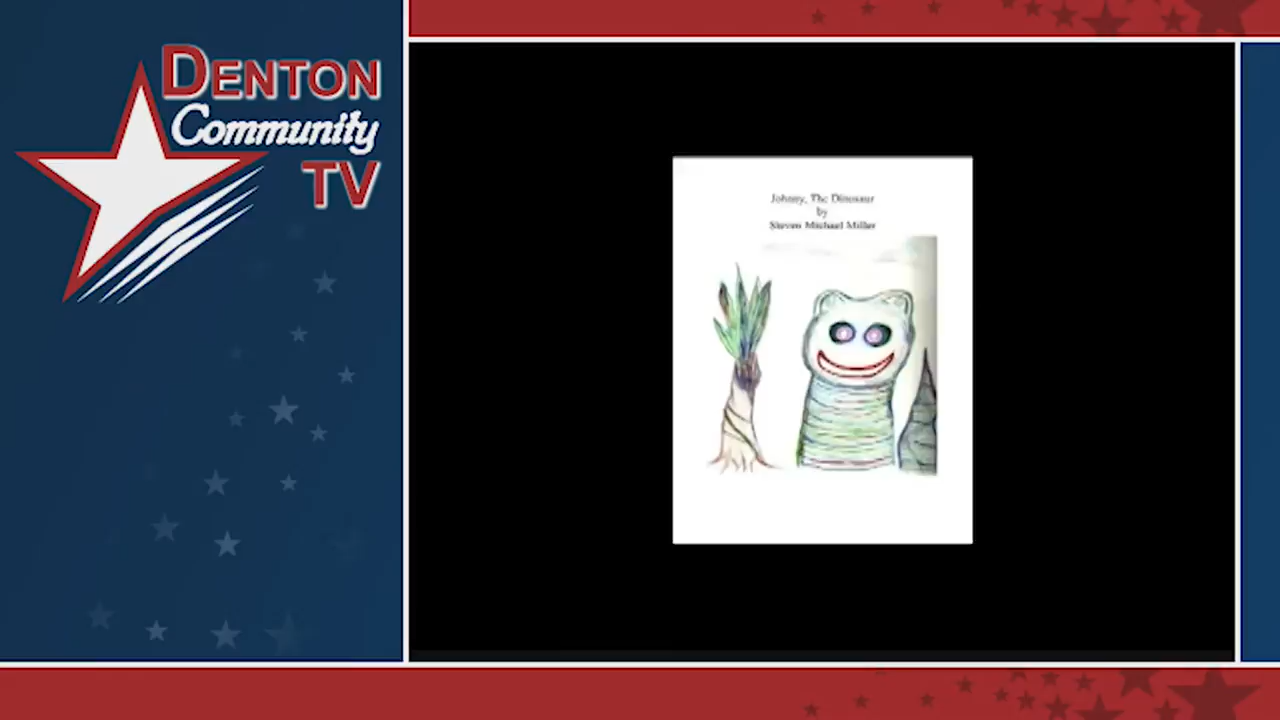 DENTON
Community
TV
Johnny, The Dinosaur
by
Steven Michael Miller